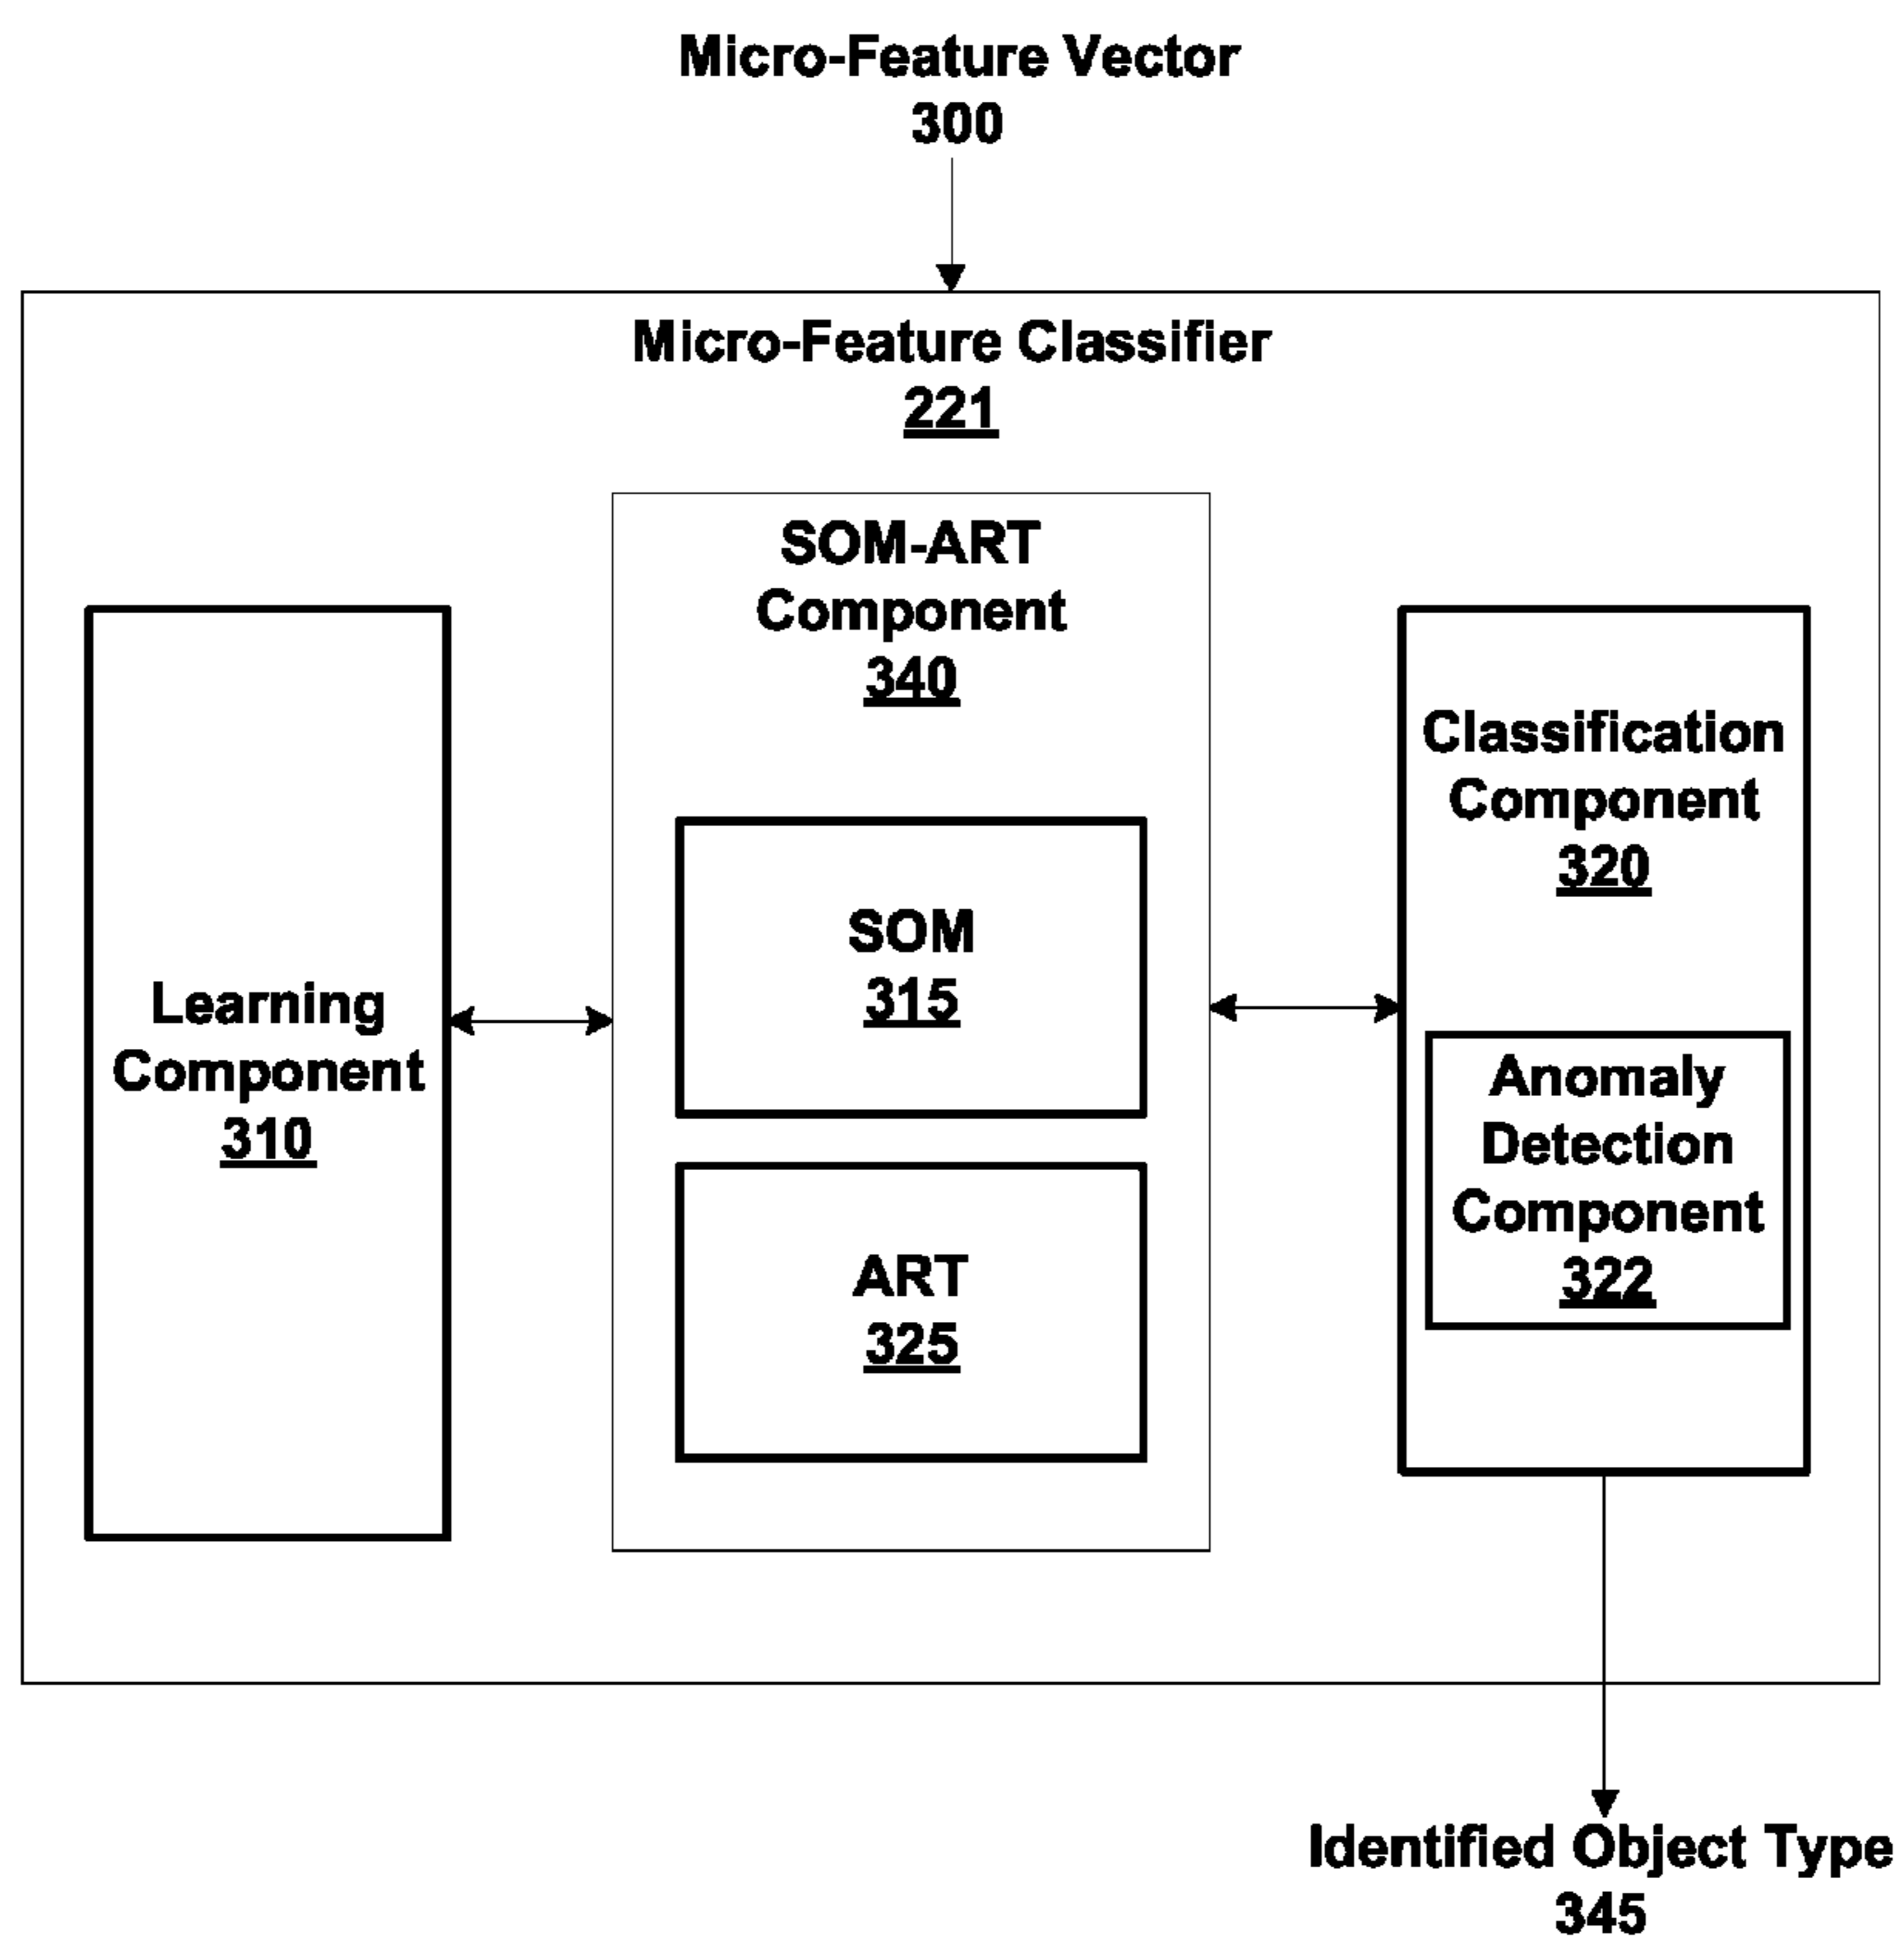 Micro-Feature Vector
300
Micro-Feature Classifier
221
SOM-ART
Component
340
Learning
Component
310
SOM
315
ART
325
Classification
Component
320
Anomaly
Detection
Component
322
Identified Object Type
345